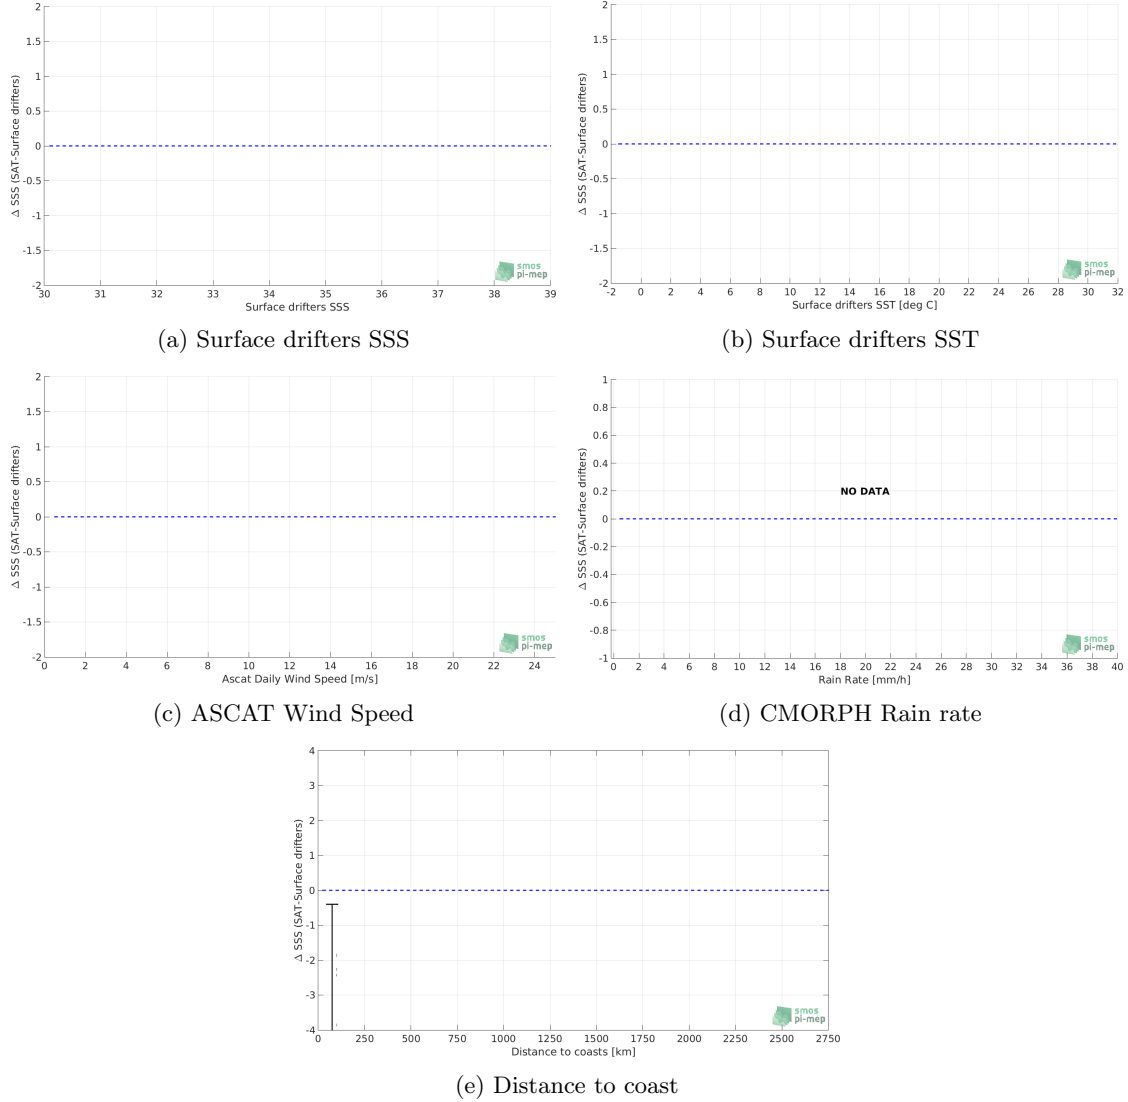 2
1.5
1
0.5
0
-0.5
-1
-1.5
-2
Δ SSS (SAT-Surface drifters)
30 31 32 33 34 35 36 37 38 39
Surface drifters SSS
smos
pi-mep
(a) Surface drifters SSS
2
1.5
1
0.5
0
-0.5
-1
-1.5
-2
Δ SSS (SAT-Surface drifters)
-2 0 2 4 6 8 10 12 14 16 18 20 22 24 26 28 30 32
Surface drifters SST [deg C]
smos
pi-mep
(b) Surface drifters SST
2
1.5
1
0.5
0
-0.5
-1
-1.5
-2
Δ SSS (SAT-Surface drifters)
0 2 4 6 8 10 12 14 16 18 20 22 24
Ascat Daily Wind Speed [m/s]
smos
pi-mep
(c) ASCAT Wind Speed
1
0.8
0.6
0.4
0.2
0
-0.2
-0.4
-0.6
-0.8
-1
Δ SSS (SAT-Surface drifters)
NO DATA
0 2 4 6 8 10 12 14 16 18 20 22 24 26 28 30 32 34 36 38 40
Rain Rate [mm/h]
smos
pi-mep
(d) CMORPH Rain rate
4
3
2
1
0
-1
-2
-3
-4
Δ SSS (SAT-Surface drifters)
0 250 500 750 1000 1250 1500 1750 2000 2250 2500 2750
Distance to coasts [km]
smos
pi-mep
(e) Distance to coast